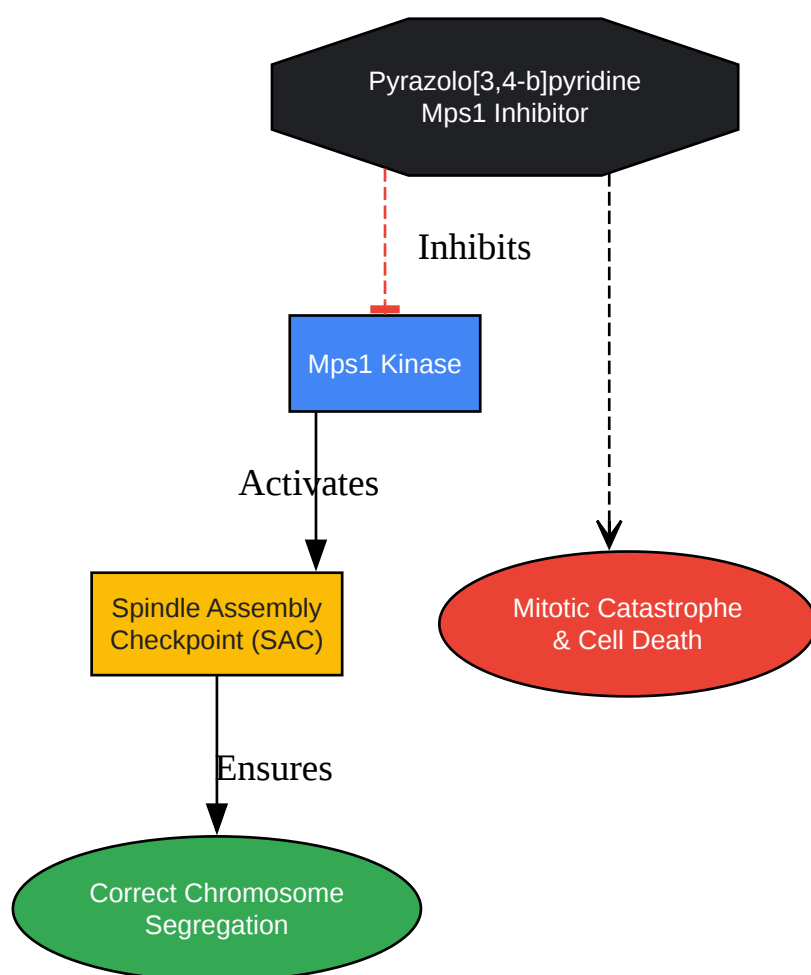 Pyrazolo[3,4-b]pyridine
Mps1 Inhibitor
Inhibits
Mps1 Kinase
Activates
Spindle Assembly
Checkpoint (SAC)
Mitotic Catastrophe
& Cell Death
Ensures
Correct Chromosome
Segregation